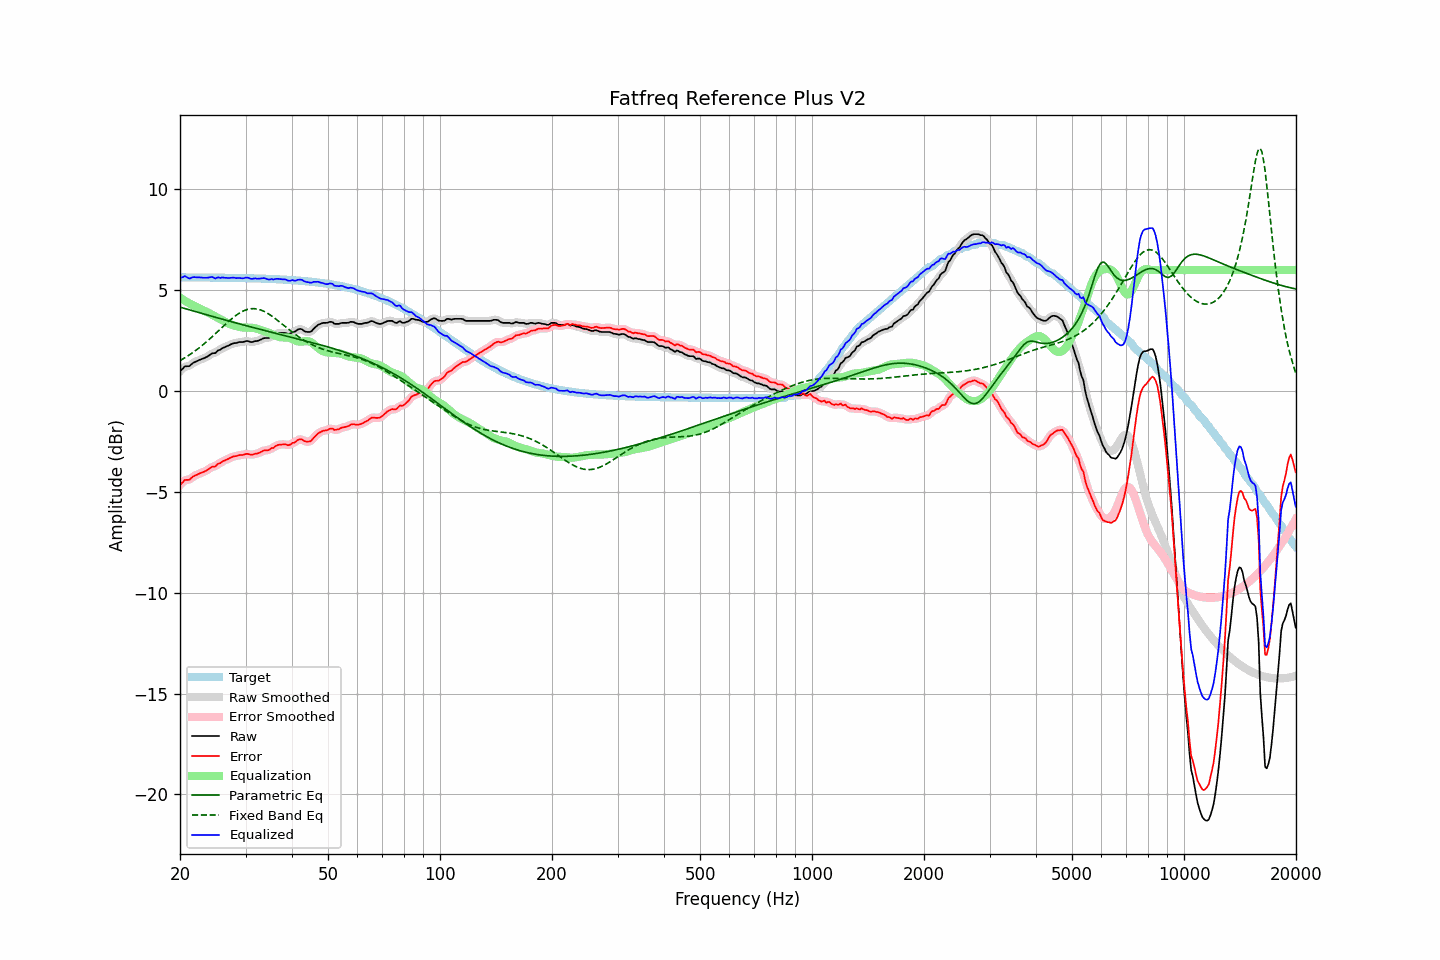 Fatfreq Reference Plus V2
Amplitude (dBr)
10
5
0
−5
−10
−15
−20
Target
Raw Smoothed
Error Smoothed
Raw
Error
Equalization
Parametric Eq
Fixed Band Eq
Equalized
20 50 100 200 500 1000 2000 5000 10000 20000
Frequency (Hz)